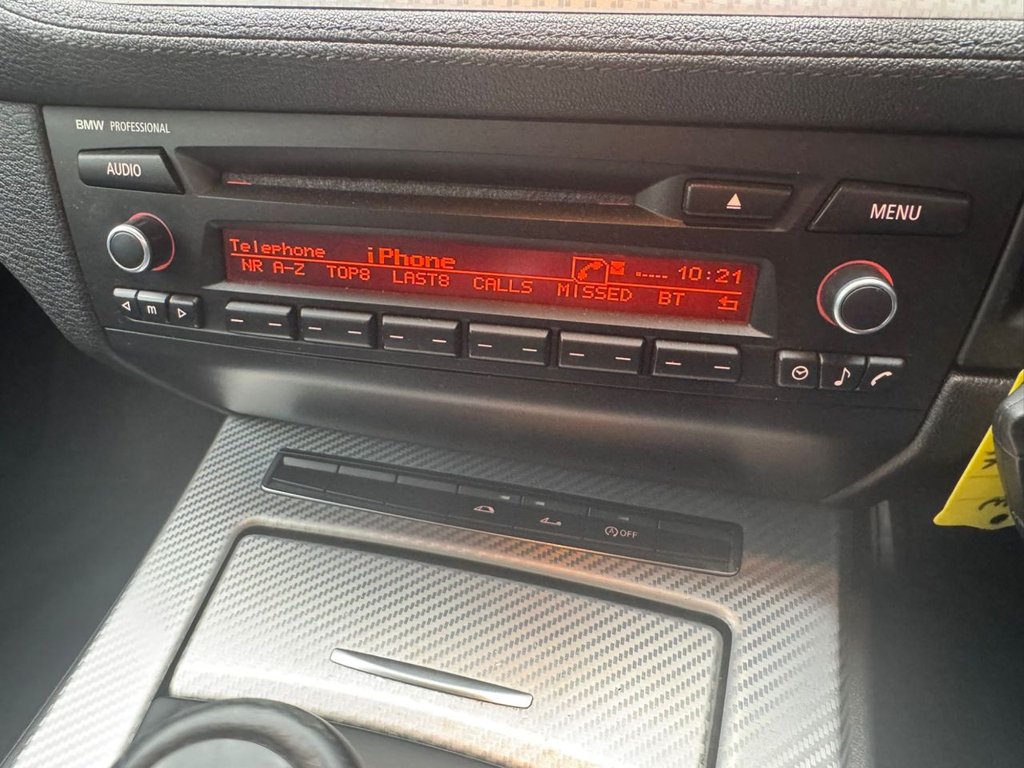 BMW PROFESSIONAL
AUDIO
MENU
Telephone iPhone 10:21
NR A-Z TOP8 LAST8 CALLS MISSED BT
m
OFF